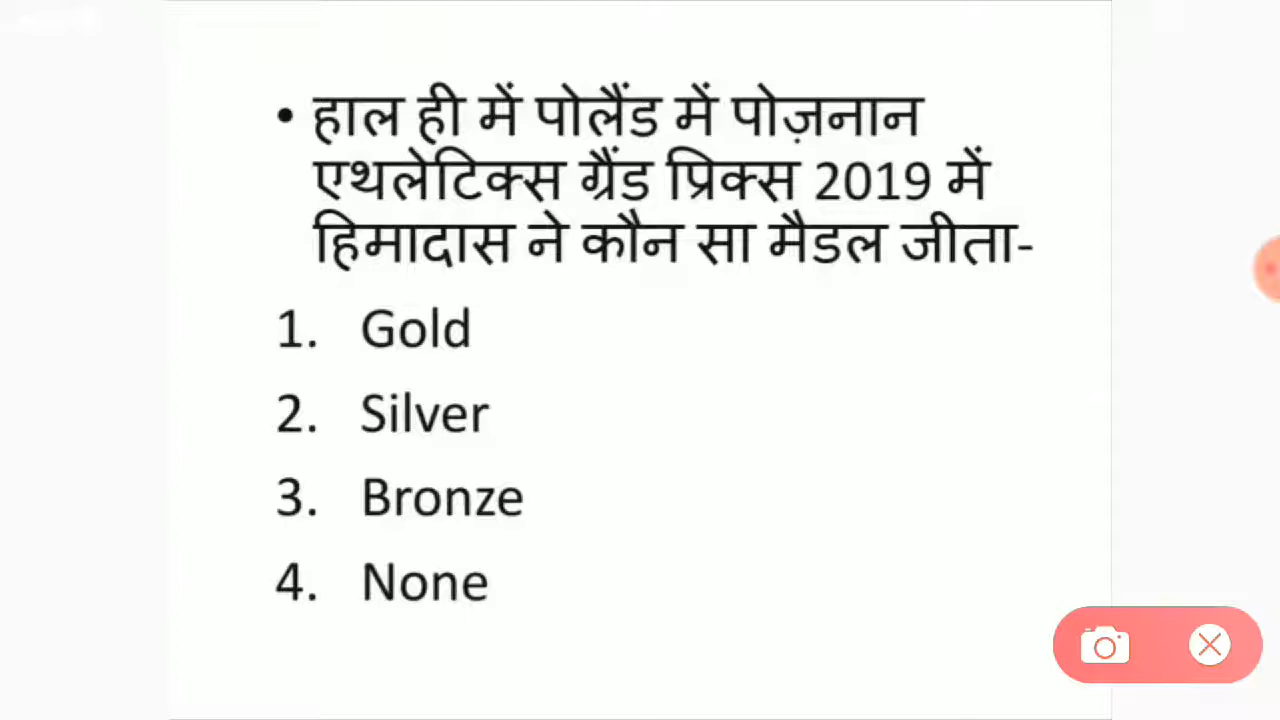 • हाल ही में पोलैंड में पोज़नान
एथलेटिक्स ग्रैंड प्रिक्स 2019 में
हिमादास ने कौन सा मैडल जीता-
1. Gold
2. Silver
3. Bronze
4. None